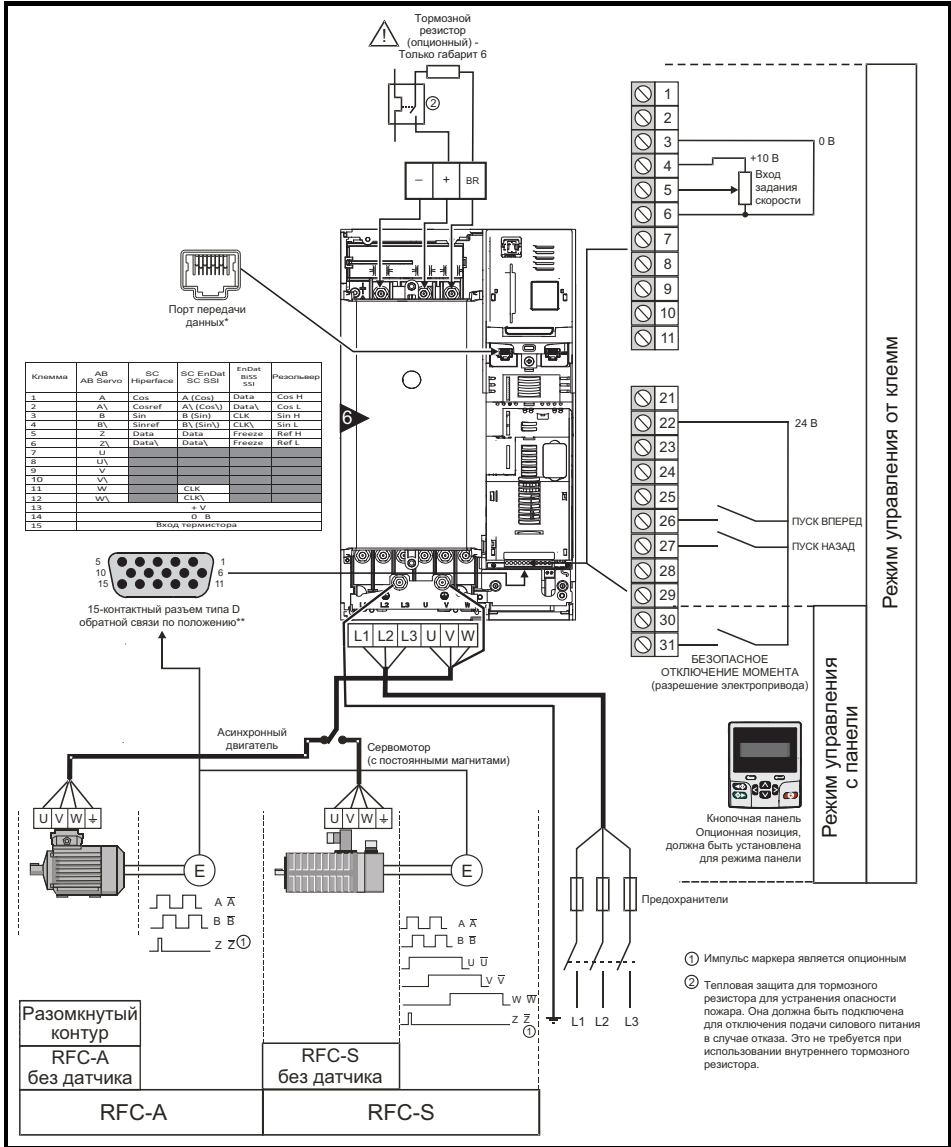 Тормозной
резистор
(опционный) -
Только габарит 6
②
– + BR
Порт передачи
данных*
Клемма AB AB Servo SC Hiperface SC EnDat SC SSI EnDat BISS SSI Резольвер
1 A Cos A (Cos) Data Cos H
2 A\ Cosref A\ (Cos\) Data\ Cos L
3 B Sin B (Sin) CLK Sin H
4 B\ Sinref B\ (Sin\) CLK\ Sin L
5 Z Data Data Freeze Ref H
6 Z\ Data\ Data\ Freeze Ref L
7 U
8 U\
9 V
10 V\
11 W CLK
12 W\ CLK\
13 + V
14 0 В
15 Вход термистора
6
5 1
10 6
15 11
15-контактный разъем типа D
обратной связи по положению**
L1 L2 L3 U V W
L1 L2 L3 U V W
1
2
3
4
5
6
7
8
9
10
11
0 В
+10 В
Вход
задания
скорости
21
22
23
24
25
26
27
28
29
30
31
24 В
ПУСК ВПЕРЕД
ПУСК НАЗАД
БЕЗОПАСНОЕ
ОТКЛЮЧЕНИЕ МОМЕНТА
(разрешение электропривода)
Режим управления от клемм
Режим управления
с панели
Кнопочная панель
Опционная позиция,
должна быть установлена
для режима панели
Асинхронный
двигатель
Сервомотор
(с постоянными магнитами)
U V W
U V W
E
E
A A̅
B B̅
Z Z̅ ①
A A̅
B B̅
U U̅
V V̅
W W̅
Z Z̅
①
Предохранители
L1 L2 L3
① Импульс маркера является опционным
② Тепловая защита для тормозного
резистора для устранения опасности
пожара. Она должна быть подключена
для отключения подачи силового питания
в случае отказа. Это не требуется при
использовании внутреннего тормозного
резистора.
Разомкнутый
контур
RFC-A
без датчика
RFC-S
без датчика
RFC-A
RFC-S